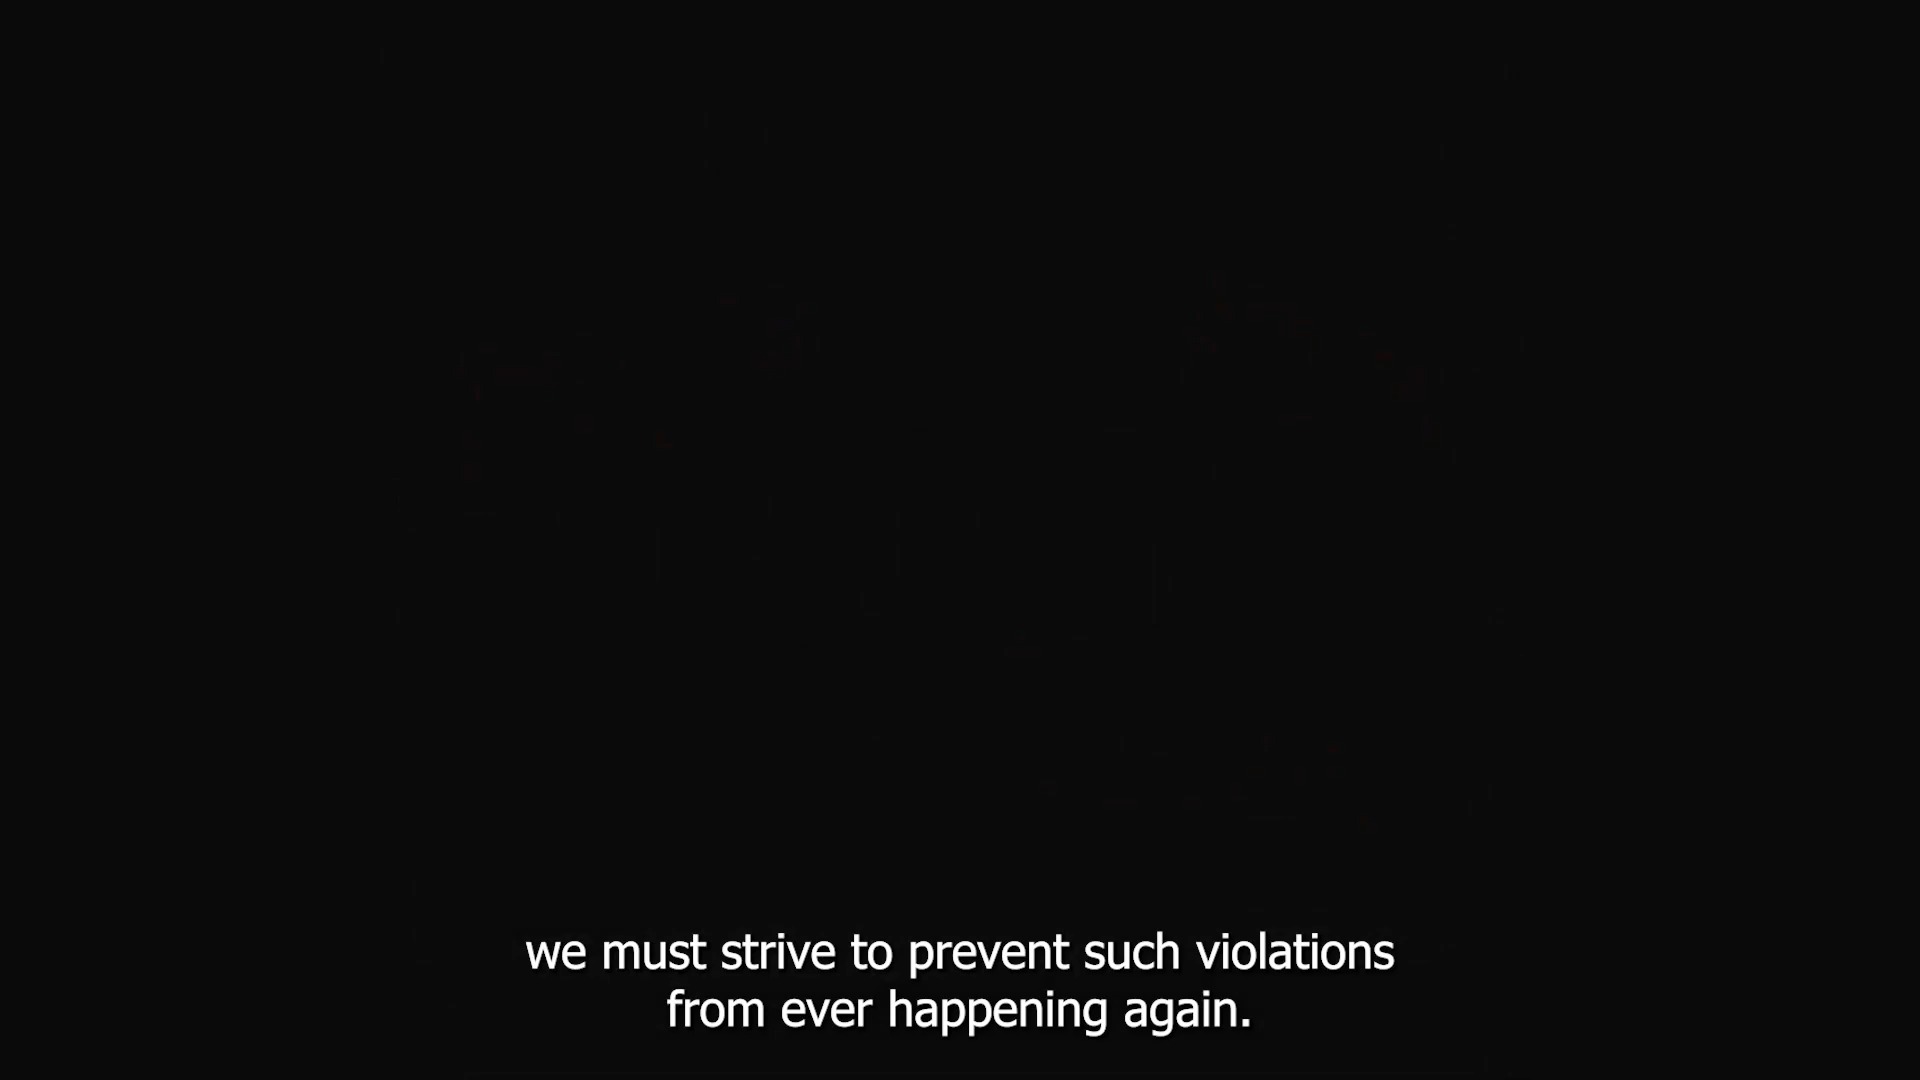 we must strive to prevent such violations
from ever happening again.